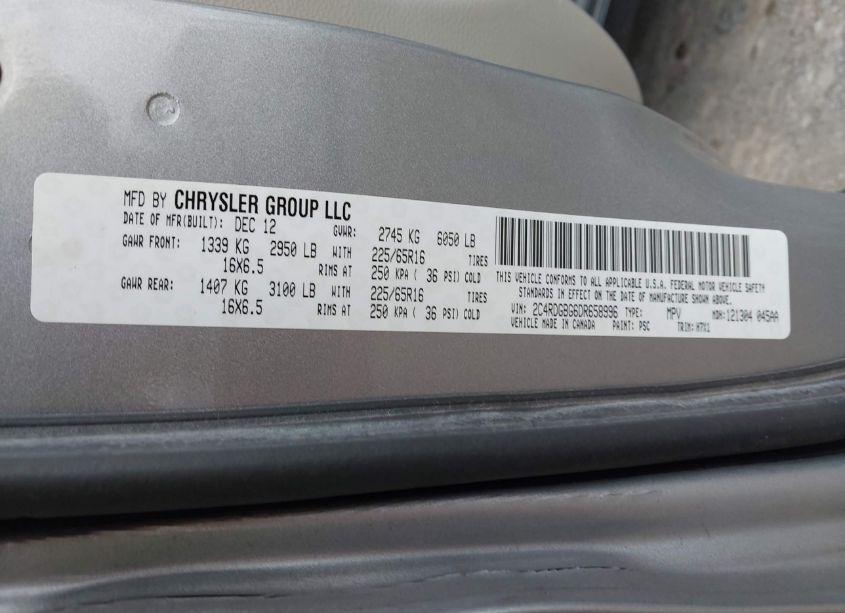 MFD BY CHRYSLER GROUP LLC
DATE OF MFR(BUILT): DEC 12 GVWR: 2745 KG 6050 LB
GAWR FRONT: 1339 KG 2950 LB WITH 225/65R16 TIRES
16X6.5 RIMS AT 250 KPA ( 36 PSI) COLD
GAWR REAR: 1407 KG 3100 LB WITH 225/65R16 TIRES
16X6.5 RIMS AT 250 KPA ( 36 PSI) COLD
THIS VEHICLE CONFORMS TO ALL APPLICABLE U.S.A. FEDERAL MOTOR VEHICLE SAFETY
STANDARDS IN EFFECT ON THE DATE OF MANUFACTURE SHOWN ABOVE.
VIN: 2C4RDGBG6DR658996 TYPE: MPV MDH:121304 045AA
VEHICLE MADE IN CANADA PAINT: PSC TRIM: H7X1